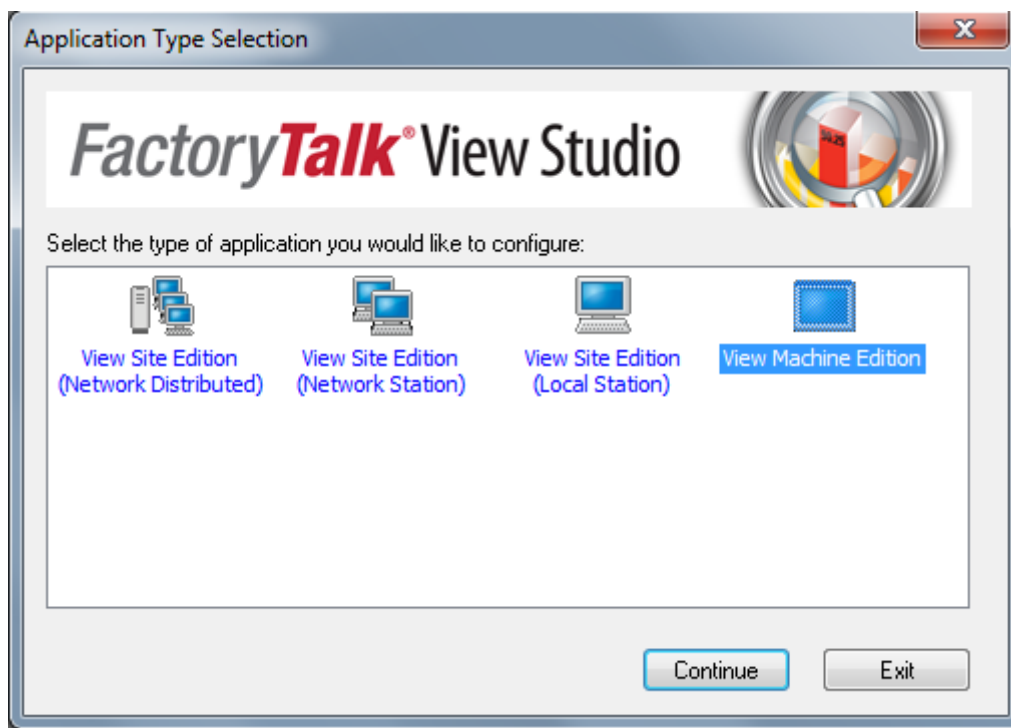 Application Type Selection
FactoryTalk® View Studio
Select the type of application you would like to configure:
View Site Edition
(Network Distributed)
View Site Edition
(Network Station)
View Site Edition
(Local Station)
View Machine Edition
Continue
Exit